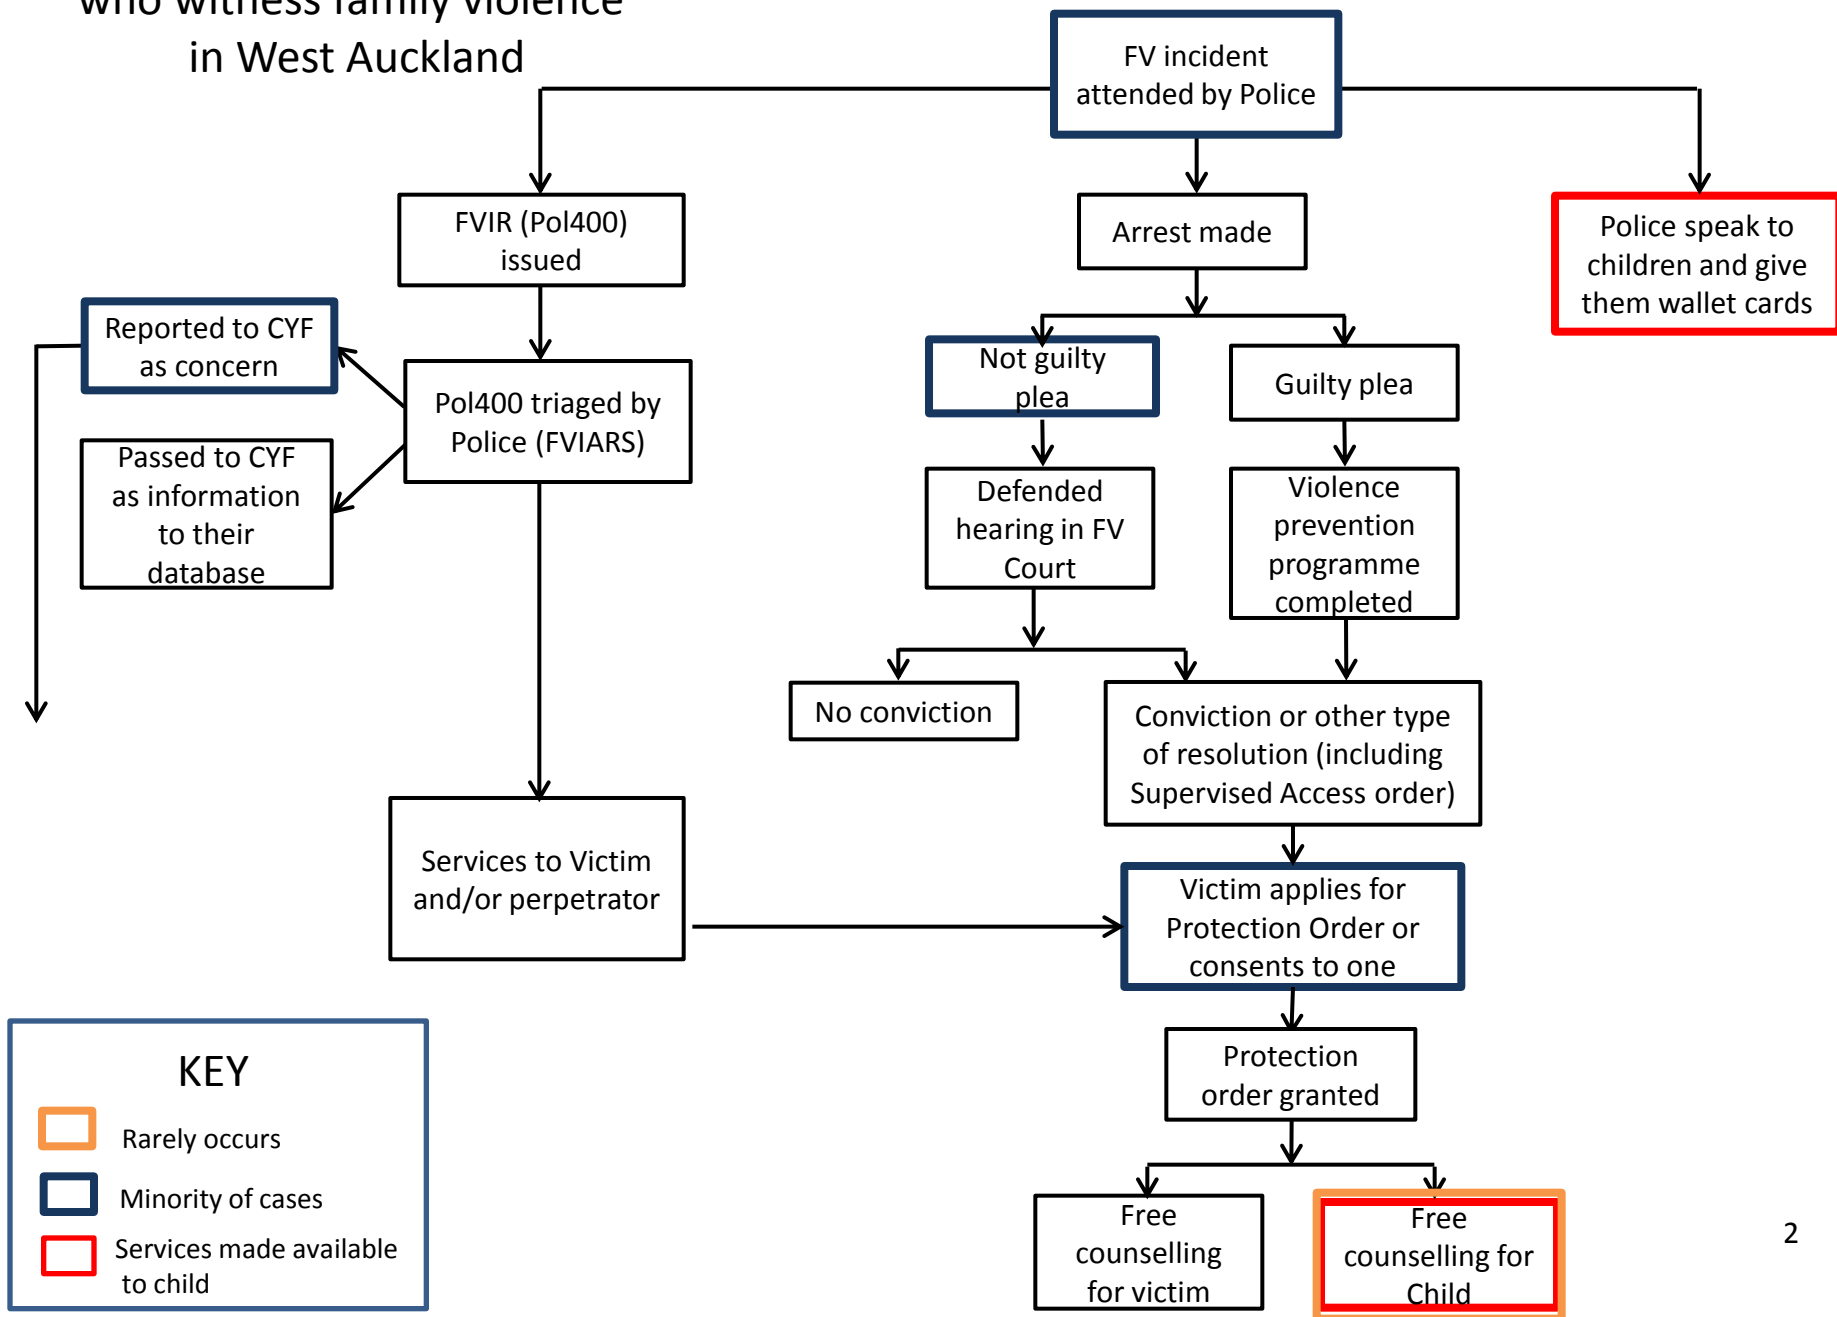 who witness family violence
in West Auckland
FV incident
attended by Police
FVIR (Pol400)
issued
Arrest made
Police speak to
children and give
them wallet cards
Reported to CYF
as concern
Not guilty
plea
Guilty plea
Pol400 triaged by
Police (FVIARS)
Passed to CYF
as information
to their
database
Defended
hearing in FV
Court
Violence
prevention
programme
completed
No conviction
Conviction or other type
of resolution (including
Supervised Access order)
Services to Victim
and/or perpetrator
Victim applies for
Protection Order or
consents to one
Protection
order granted
Free
counselling
for victim
Free
counselling for
Child
KEY
Rarely occurs
Minority of cases
Services made available
to child
2